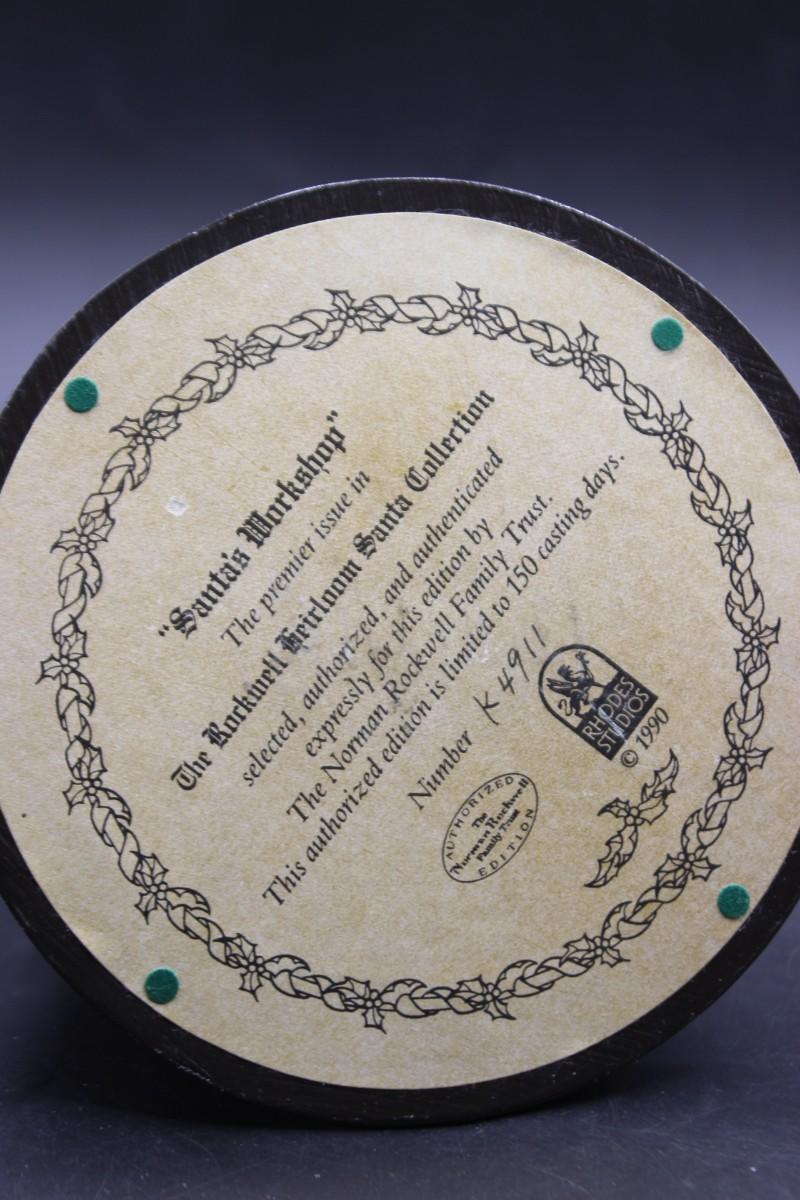 "Santa's Workshop"
The premier issue in
The Rockwell Heirloom Santa Collection
selected, authorized, and authenticated
expressly for this edition by
The Norman Rockwell Family Trust.
This authorized edition is limited to 150 casting days.
Number K4911
AUTHORIZED
The
Norman Rockwell
Family Trust
EDITION
RHODES
STUDIOS
© 1990